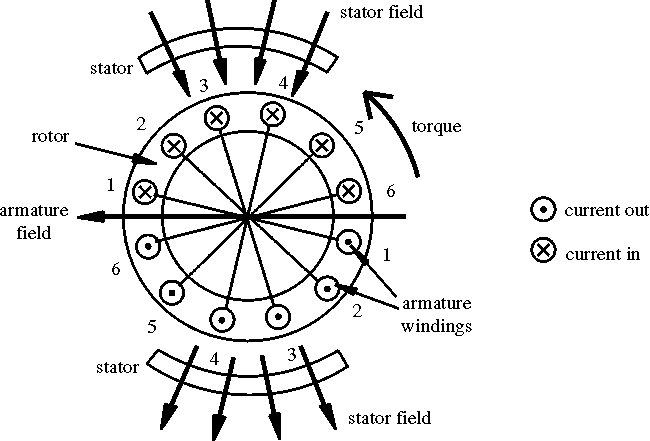 stator field
stator
3
4
2
5
torque
rotor
1
6
armature
field
current out
1
6
current in
armature
windings
2
5
4
3
stator
stator field